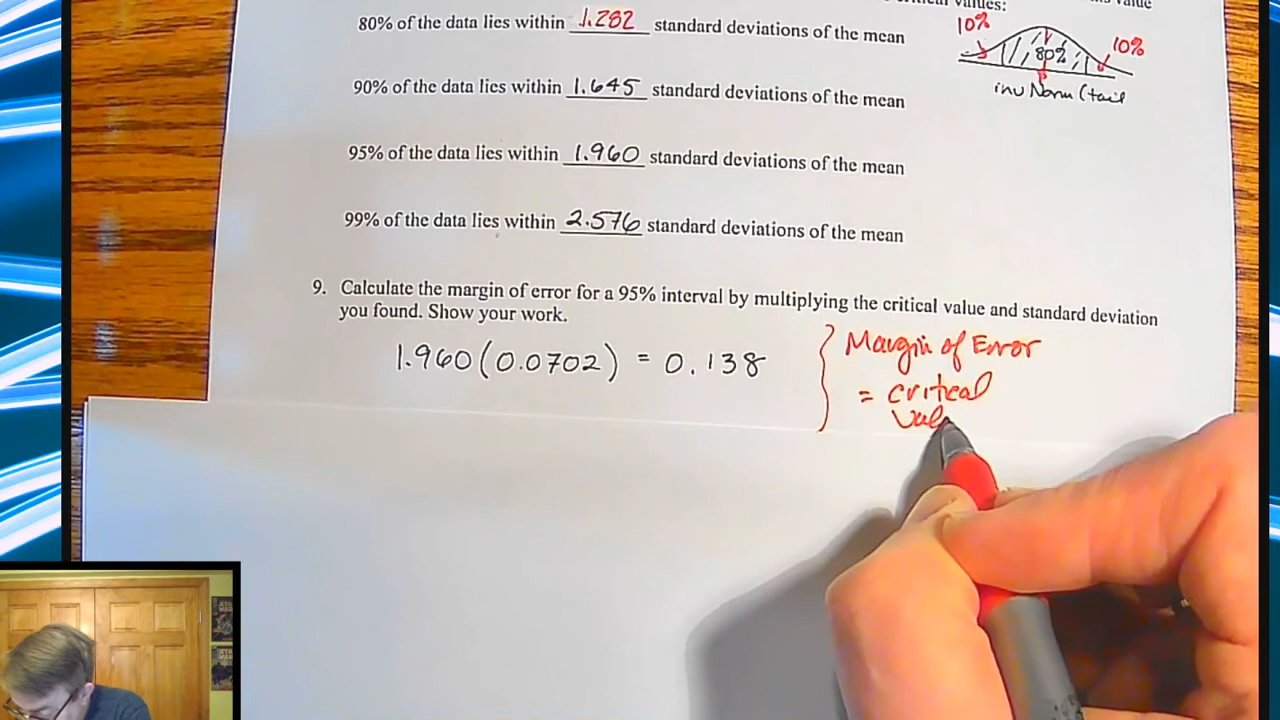 values:
value
80% of the data lies within 1.282 standard deviations of the mean
10%
80%
10%
inv Norm (tail
90% of the data lies within 1.645 standard deviations of the mean
95% of the data lies within 1.960 standard deviations of the mean
99% of the data lies within 2.576 standard deviations of the mean
9. Calculate the margin of error for a 95% interval by multiplying the critical value and standard deviation
you found. Show your work.
1.960(0.0702) = 0.138
Margin of Error
= critical
Val